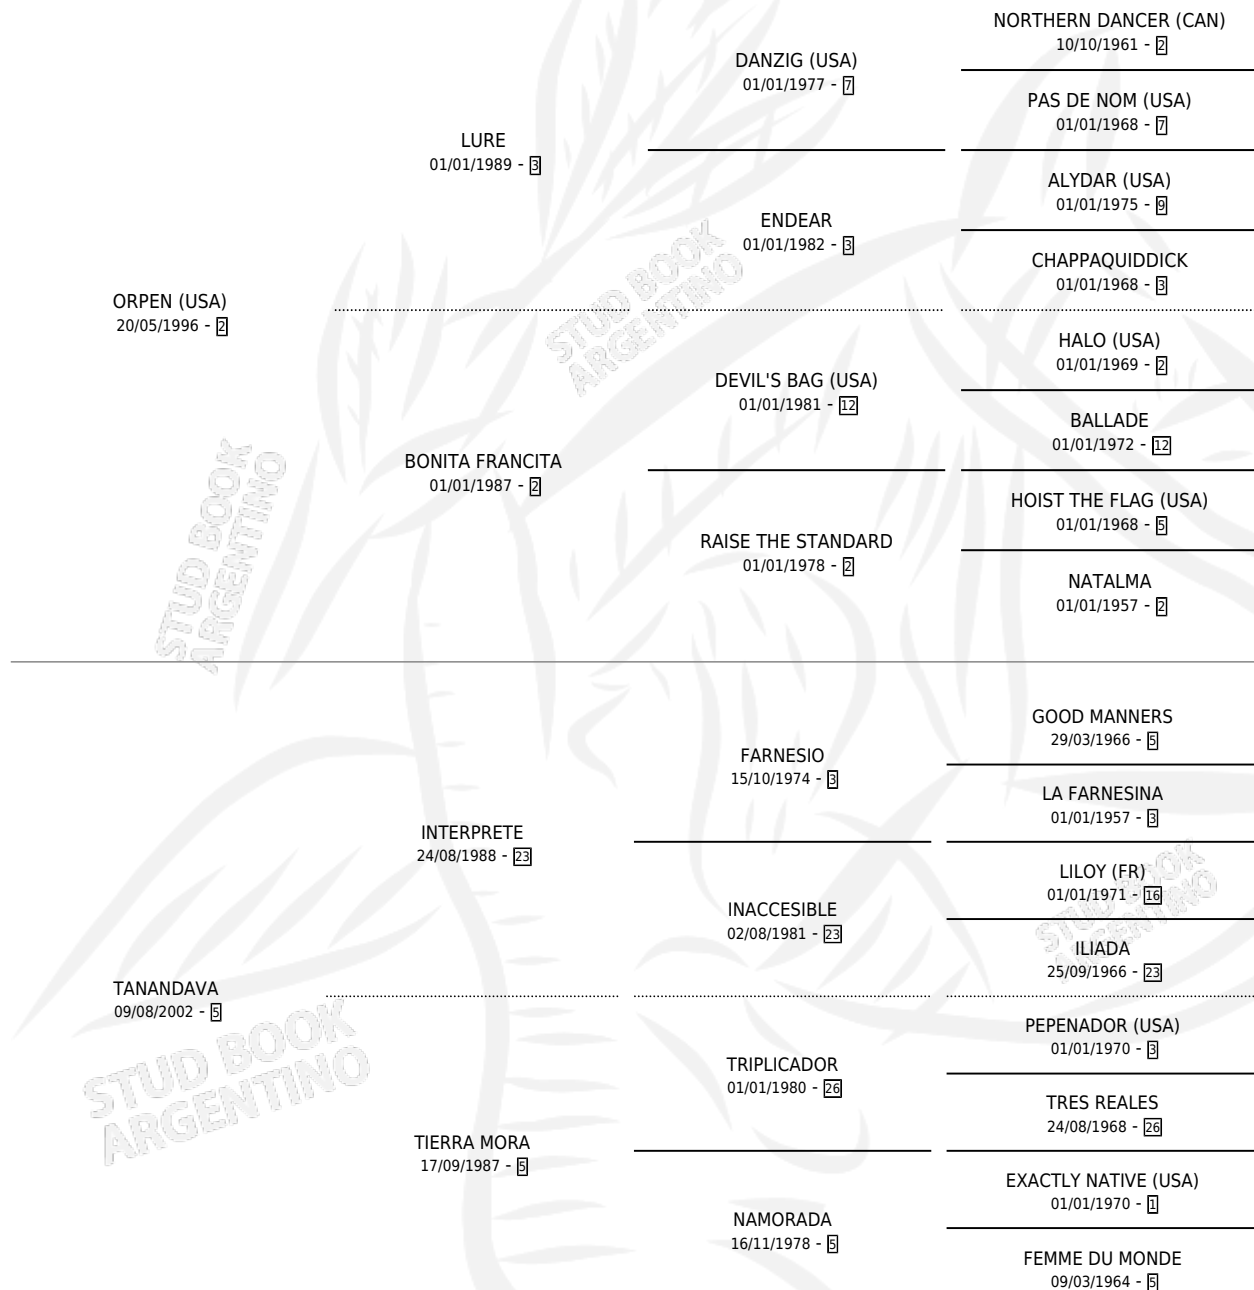 NORTHERN DANCER (CAN)
10/10/1961 - 2
DANZIG (USA)
01/01/1977 - 7
PAS DE NOM (USA)
01/01/1968 - 7
LURE
01/01/1989 - 3
ALYDAR (USA)
01/01/1975 - 9
ENDEAR
01/01/1982 - 3
CHAPPAQUIDDICK
01/01/1968 - 3
STUD BOOK
ARGENTINO
ORPEN (USA)
20/05/1996 - 2
HALO (USA)
01/01/1969 - 2
DEVIL'S BAG (USA)
01/01/1981 - 12
BALLADE
01/01/1972 - 12
BONITA FRANCITA
01/01/1987 - 2
HOIST THE FLAG (USA)
01/01/1968 - 5
RAISE THE STANDARD
01/01/1978 - 2
NATALMA
01/01/1957 - 2
STUD BOOK
ARGENTINO
GOOD MANNERS
29/03/1966 - 5
FARNESIO
15/10/1974 - 3
LA FARNESINA
01/01/1957 - 3
INTERPRETE
24/08/1988 - 23
LILOY (FR)
01/01/1971 - 16
INACCESIBLE
02/08/1981 - 23
STUD BOOK
ARGENTINO
ILIADA
25/09/1966 - 23
TANANDAVA
09/08/2002 - 5
PEPENADOR (USA)
01/01/1970 - 3
TRIPLICADOR
01/01/1980 - 26
TRES REALES
24/08/1968 - 26
STUD BOOK
ARGENTINO
TIERRA MORA
17/09/1987 - 5
EXACTLY NATIVE (USA)
01/01/1970 - 1
NAMORADA
16/11/1978 - 5
FEMME DU MONDE
09/03/1964 - 5